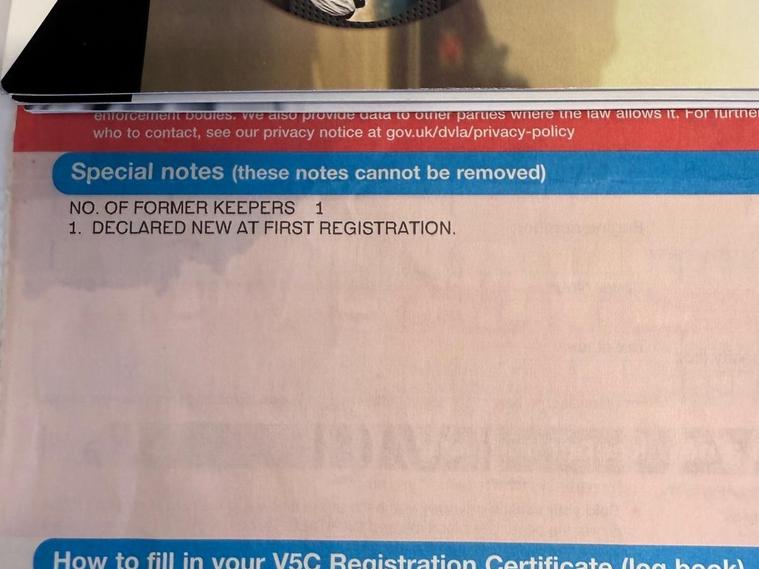 enforcement bodies. We also provide data to other parties where the law allows it. For further
who to contact, see our privacy notice at gov.uk/dvla/privacy-policy
Special notes (these notes cannot be removed)
NO. OF FORMER KEEPERS 1
1. DECLARED NEW AT FIRST REGISTRATION.
How to fill in your V5C Registration Certificate (log book)